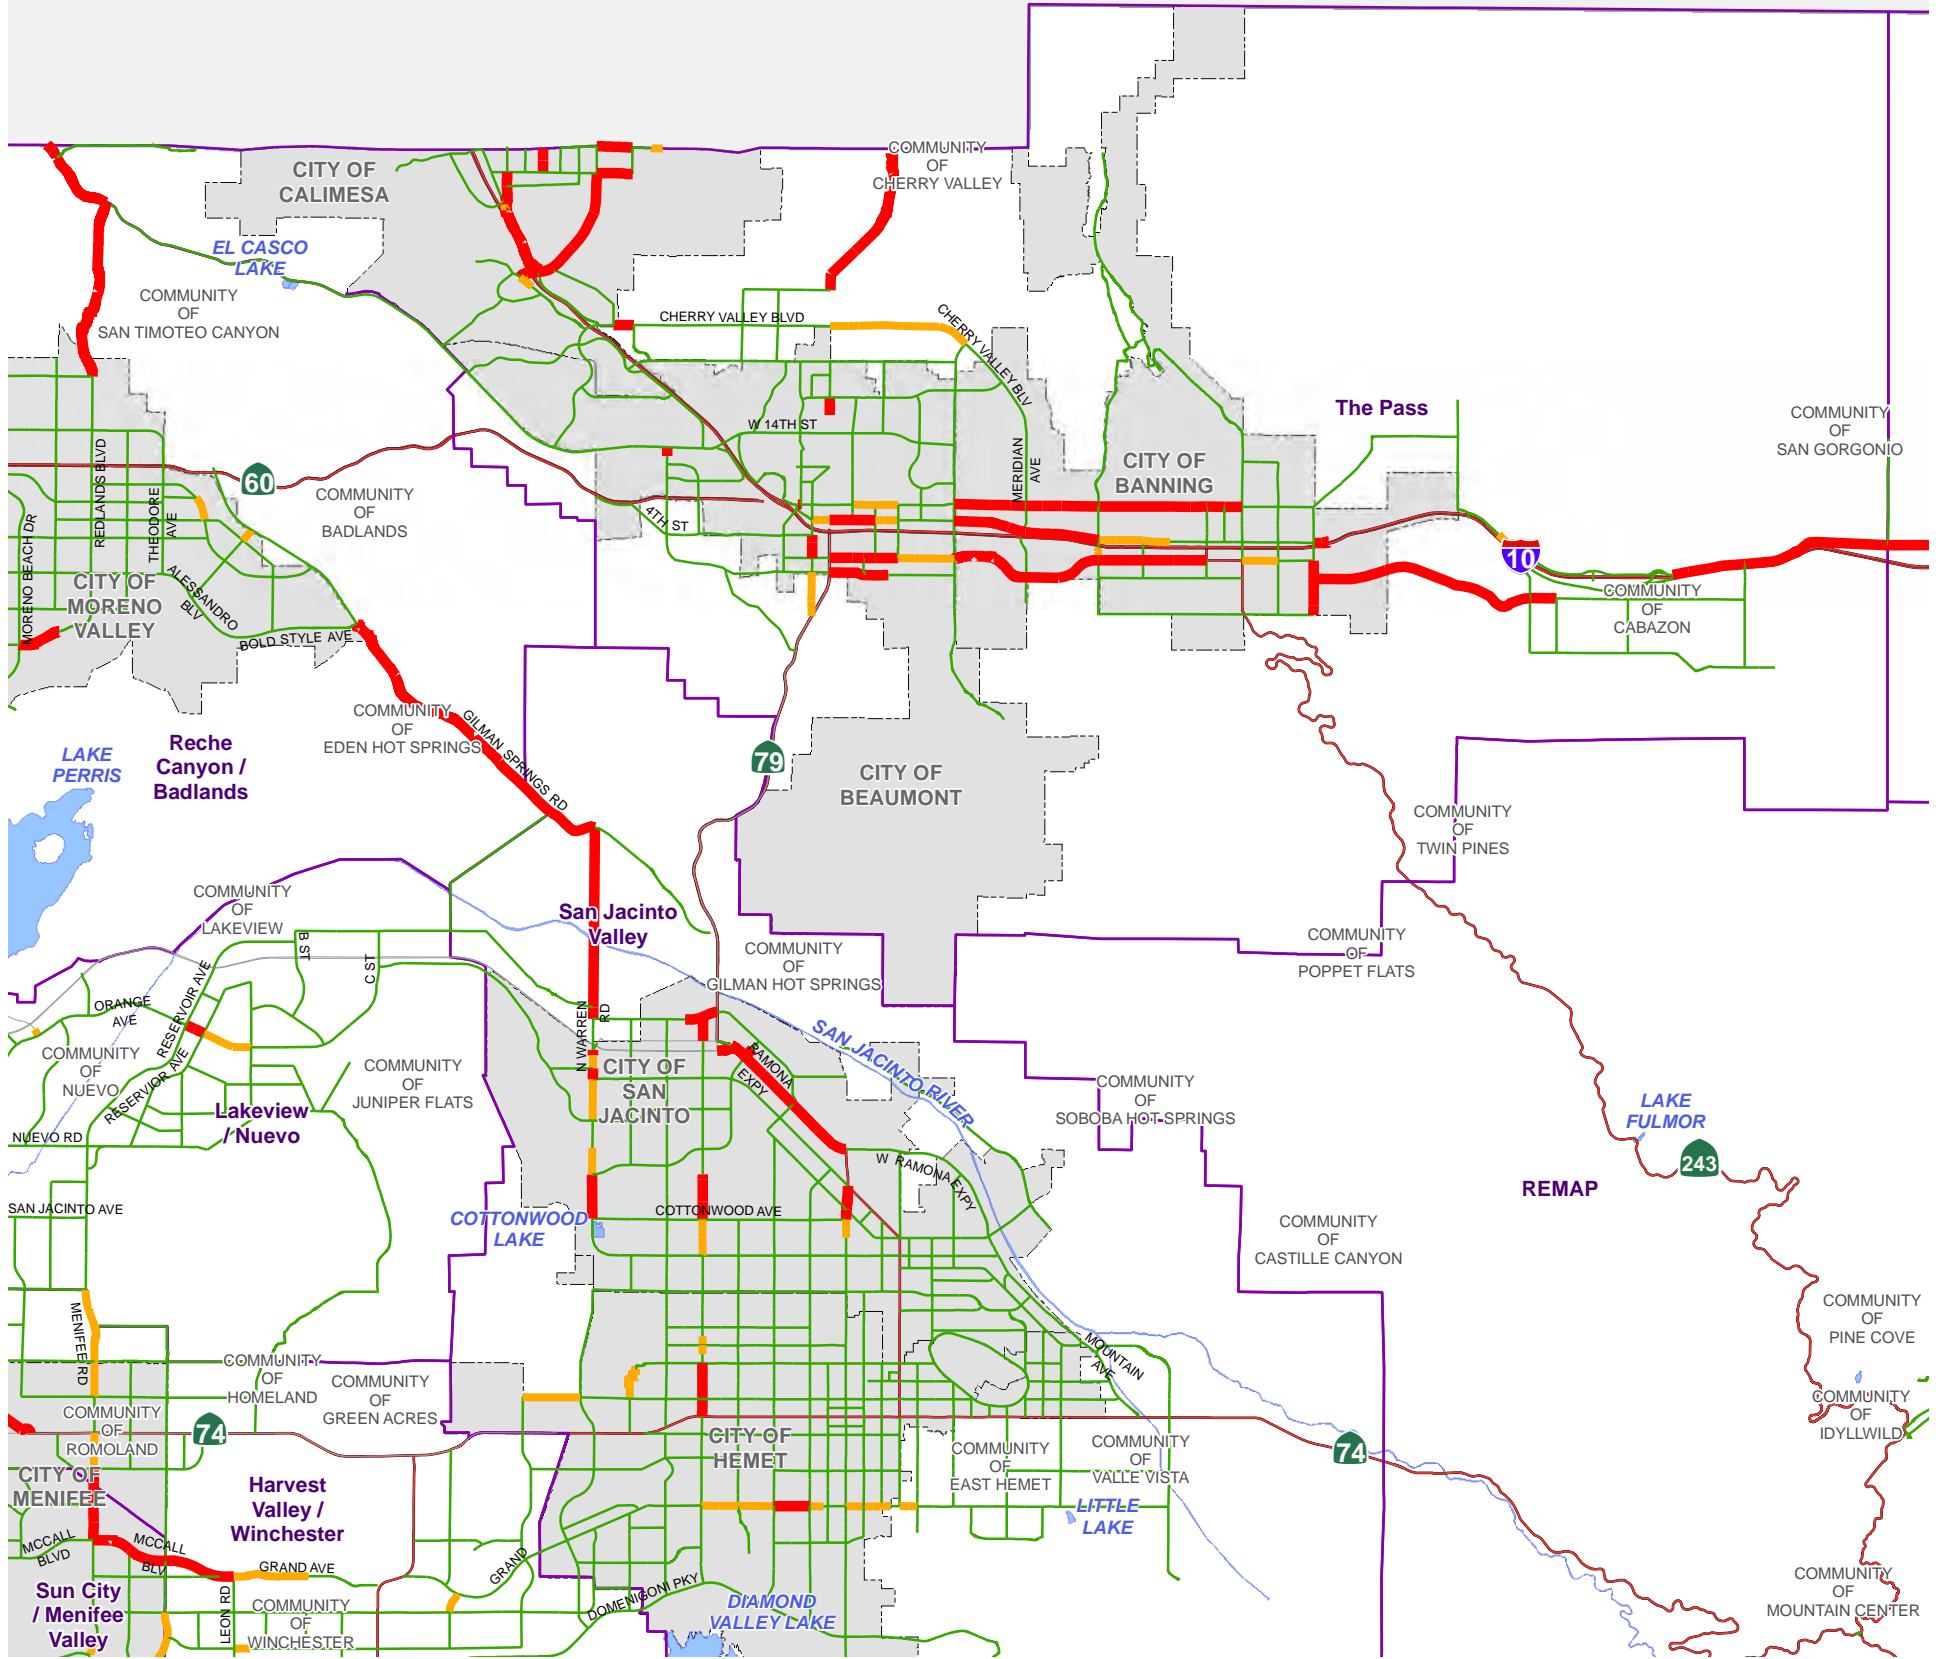 CITY OF
CALIMESA
COMMUNITY
OF
CHERRY VALLEY
EL CASCO
LAKE
COMMUNITY
OF
SAN TIMOTEO CANYON
CHERRY VALLEY BLVD
CHERRY VALLEY BLV
The Pass
COMMUNITY
OF
SAN GORGONIO
W 14TH ST
MERIDIAN
AVE
CITY OF
BANNING
REDLANDS BLVD
THEODORE
AVE
60
COMMUNITY
OF
BADLANDS
4TH ST
MORENO BEACH DR
10
CITY OF
MORENO
VALLEY
ALESSANDRO
BLV
BOLD STYLE AVE
COMMUNITY
OF
CABAZON
COMMUNITY
OF
EDEN HOT SPRINGS
GILMAN SPRINGS RD
LAKE
PERRIS
Reche
Canyon /
Badlands
79
CITY OF
BEAUMONT
COMMUNITY
OF
TWIN PINES
COMMUNITY
OF
LAKEVIEW
San Jacinto
Valley
COMMUNITY
OF
GILMAN HOT SPRINGS
COMMUNITY
OF
POPPET FLATS
B ST
C ST
RESERVOIR AVE
ORANGE
AVE
N WARREN
RD
SAN JACINTO RIVER
COMMUNITY
OF
NUEVO
RESERVIOR AVE
COMMUNITY
OF
JUNIPER FLATS
CITY OF
SAN
JACINTO
RAMONA
EXPY
COMMUNITY
OF
SOBOBA HOT SPRINGS
LAKE
FULMOR
Lakeview
/ Nuevo
NUEVO RD
W RAMONA EXPY
243
REMAP
SAN JACINTO AVE
COTTONWOOD
LAKE
COTTONWOOD AVE
COMMUNITY
OF
CASTILLE CANYON
MENIFEE RD
COMMUNITY
OF
PINE COVE
MOUNTAIN
AVE
COMMUNITY
OF
HOMELAND
COMMUNITY
OF
GREEN ACRES
COMMUNITY
OF
IDYLLWILD
COMMUNITY
OF
ROMOLAND
74
CITY OF
HEMET
COMMUNITY
OF
EAST HEMET
COMMUNITY
OF
VALLE VISTA
74
CITY OF
MENIFEE
Harvest
Valley /
Winchester
LITTLE
LAKE
MCCALL
BLVD
MCCALL
BLV
GRAND AVE
GRAND
Sun City
/ Menifee
Valley
LEON RD
COMMUNITY
OF
WINCHESTER
DOMENIGONI PKY
DIAMOND
VALLEY LAKE
COMMUNITY
OF
MOUNTAIN CENTER